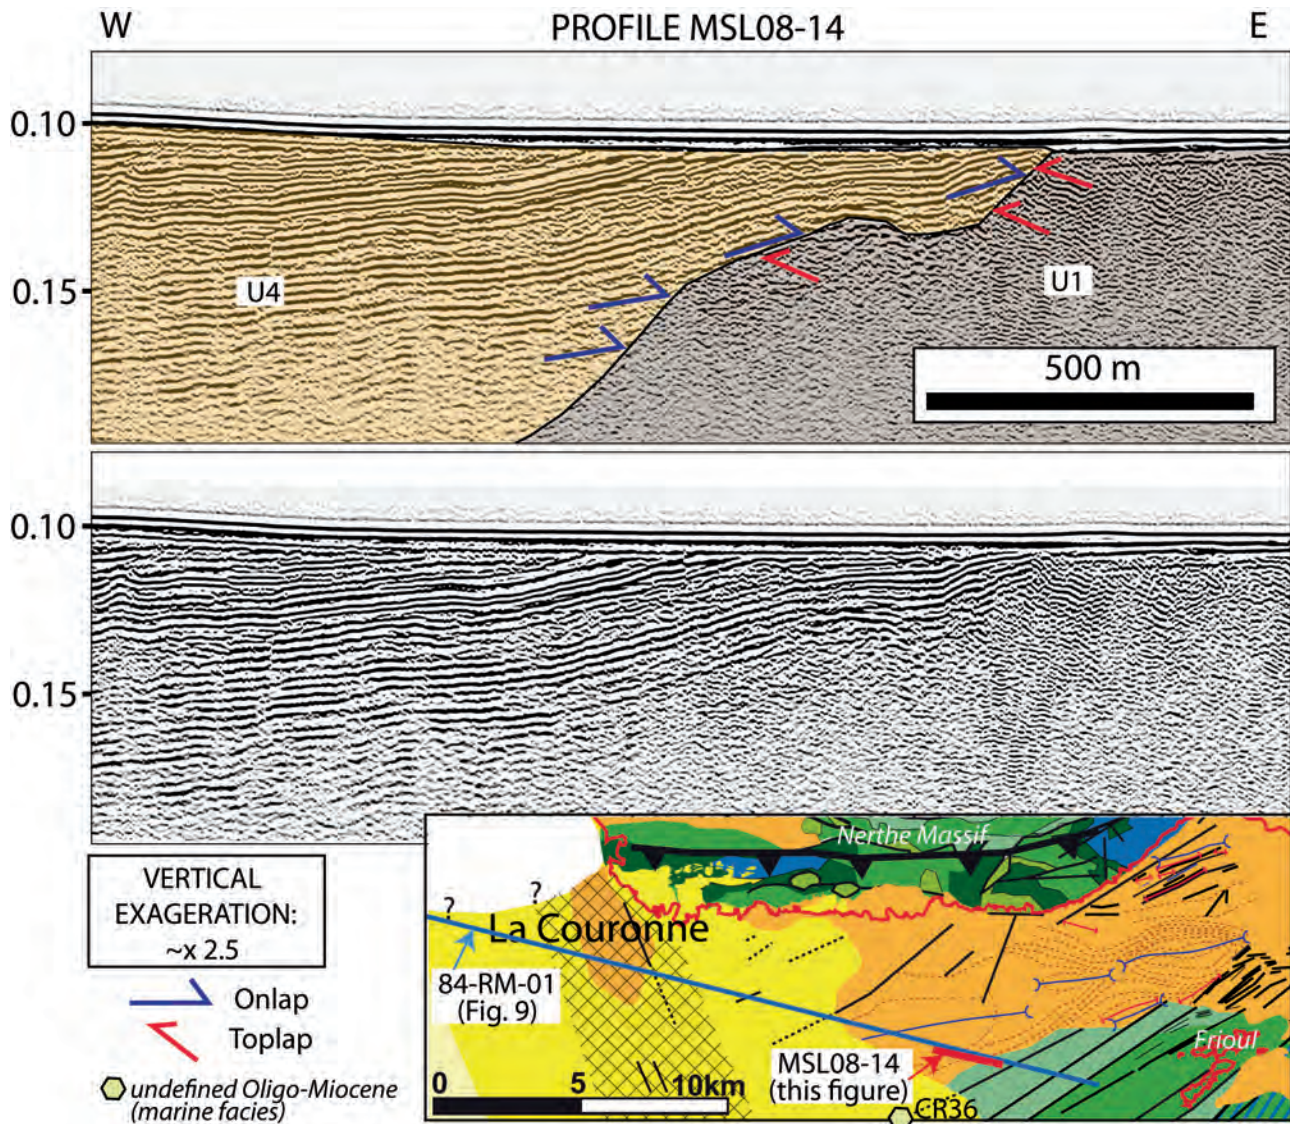 W
PROFILE MSL08-14
E
0.10
0.15
U4
U1
500 m
0.10
0.15
VERTICAL
EXAGERATION:
~x 2.5
Onlap
Toplap
undefined Oligo-Miocene
(marine facies)
Nerthe Massif
?
?
La Couronne
84-RM-01
(Fig. 9)
MSL08-14
(this figure)
Frioul
0
5
10km
CR36